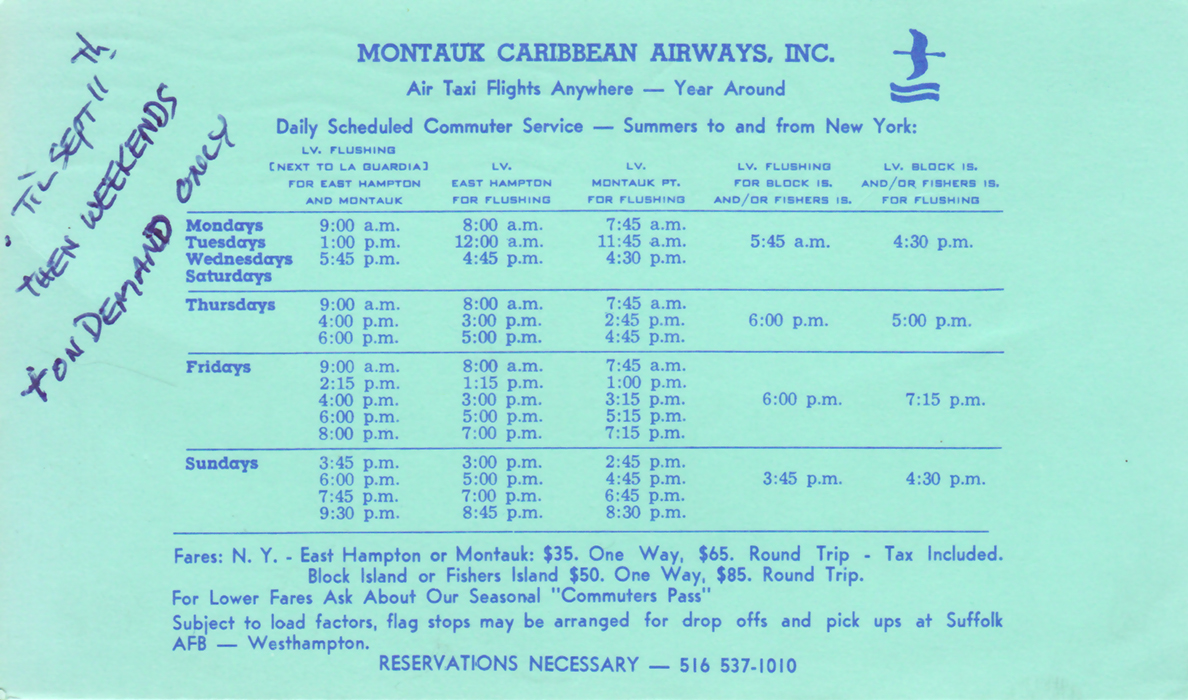 'TIL SEPT 11 Th
THEN WEEKENDS
* ON DEMAND ONLY
MONTAUK CARIBBEAN AIRWAYS, INC.
Air Taxi Flights Anywhere — Year Around
Daily Scheduled Commuter Service — Summers to and from New York:
LV. FLUSHING
[NEXT TO LA GUARDIA] LV. LV. LV. FLUSHING LV. BLOCK IS.
FOR EAST HAMPTON EAST HAMPTON MONTAUK PT. FOR BLOCK IS. AND/OR FISHERS IS.
AND MONTAUK FOR FLUSHING FOR FLUSHING AND/OR FISHERS IS. FOR FLUSHING
Mondays 9:00 a.m. 8:00 a.m. 7:45 a.m.
Tuesdays 1:00 p.m. 12:00 a.m. 11:45 a.m. 5:45 a.m. 4:30 p.m.
Wednesdays 5:45 p.m. 4:45 p.m. 4:30 p.m.
Saturdays
Thursdays 9:00 a.m. 8:00 a.m. 7:45 a.m.
4:00 p.m. 3:00 p.m. 2:45 p.m. 6:00 p.m. 5:00 p.m.
6:00 p.m. 5:00 p.m. 4:45 p.m.
Fridays 9:00 a.m. 8:00 a.m. 7:45 a.m.
2:15 p.m. 1:15 p.m. 1:00 p.m.
4:00 p.m. 3:00 p.m. 3:15 p.m. 6:00 p.m. 7:15 p.m.
6:00 p.m. 5:00 p.m. 5:15 p.m.
8:00 p.m. 7:00 p.m. 7:15 p.m.
Sundays 3:45 p.m. 3:00 p.m. 2:45 p.m.
6:00 p.m. 5:00 p.m. 4:45 p.m. 3:45 p.m. 4:30 p.m.
7:45 p.m. 7:00 p.m. 6:45 p.m.
9:30 p.m. 8:45 p.m. 8:30 p.m.
Fares: N. Y. - East Hampton or Montauk: $35. One Way, $65. Round Trip - Tax Included.
Block Island or Fishers Island $50. One Way, $85. Round Trip.
For Lower Fares Ask About Our Seasonal "Commuters Pass"
Subject to load factors, flag stops may be arranged for drop offs and pick ups at Suffolk
AFB — Westhampton.
RESERVATIONS NECESSARY — 516 537-1010